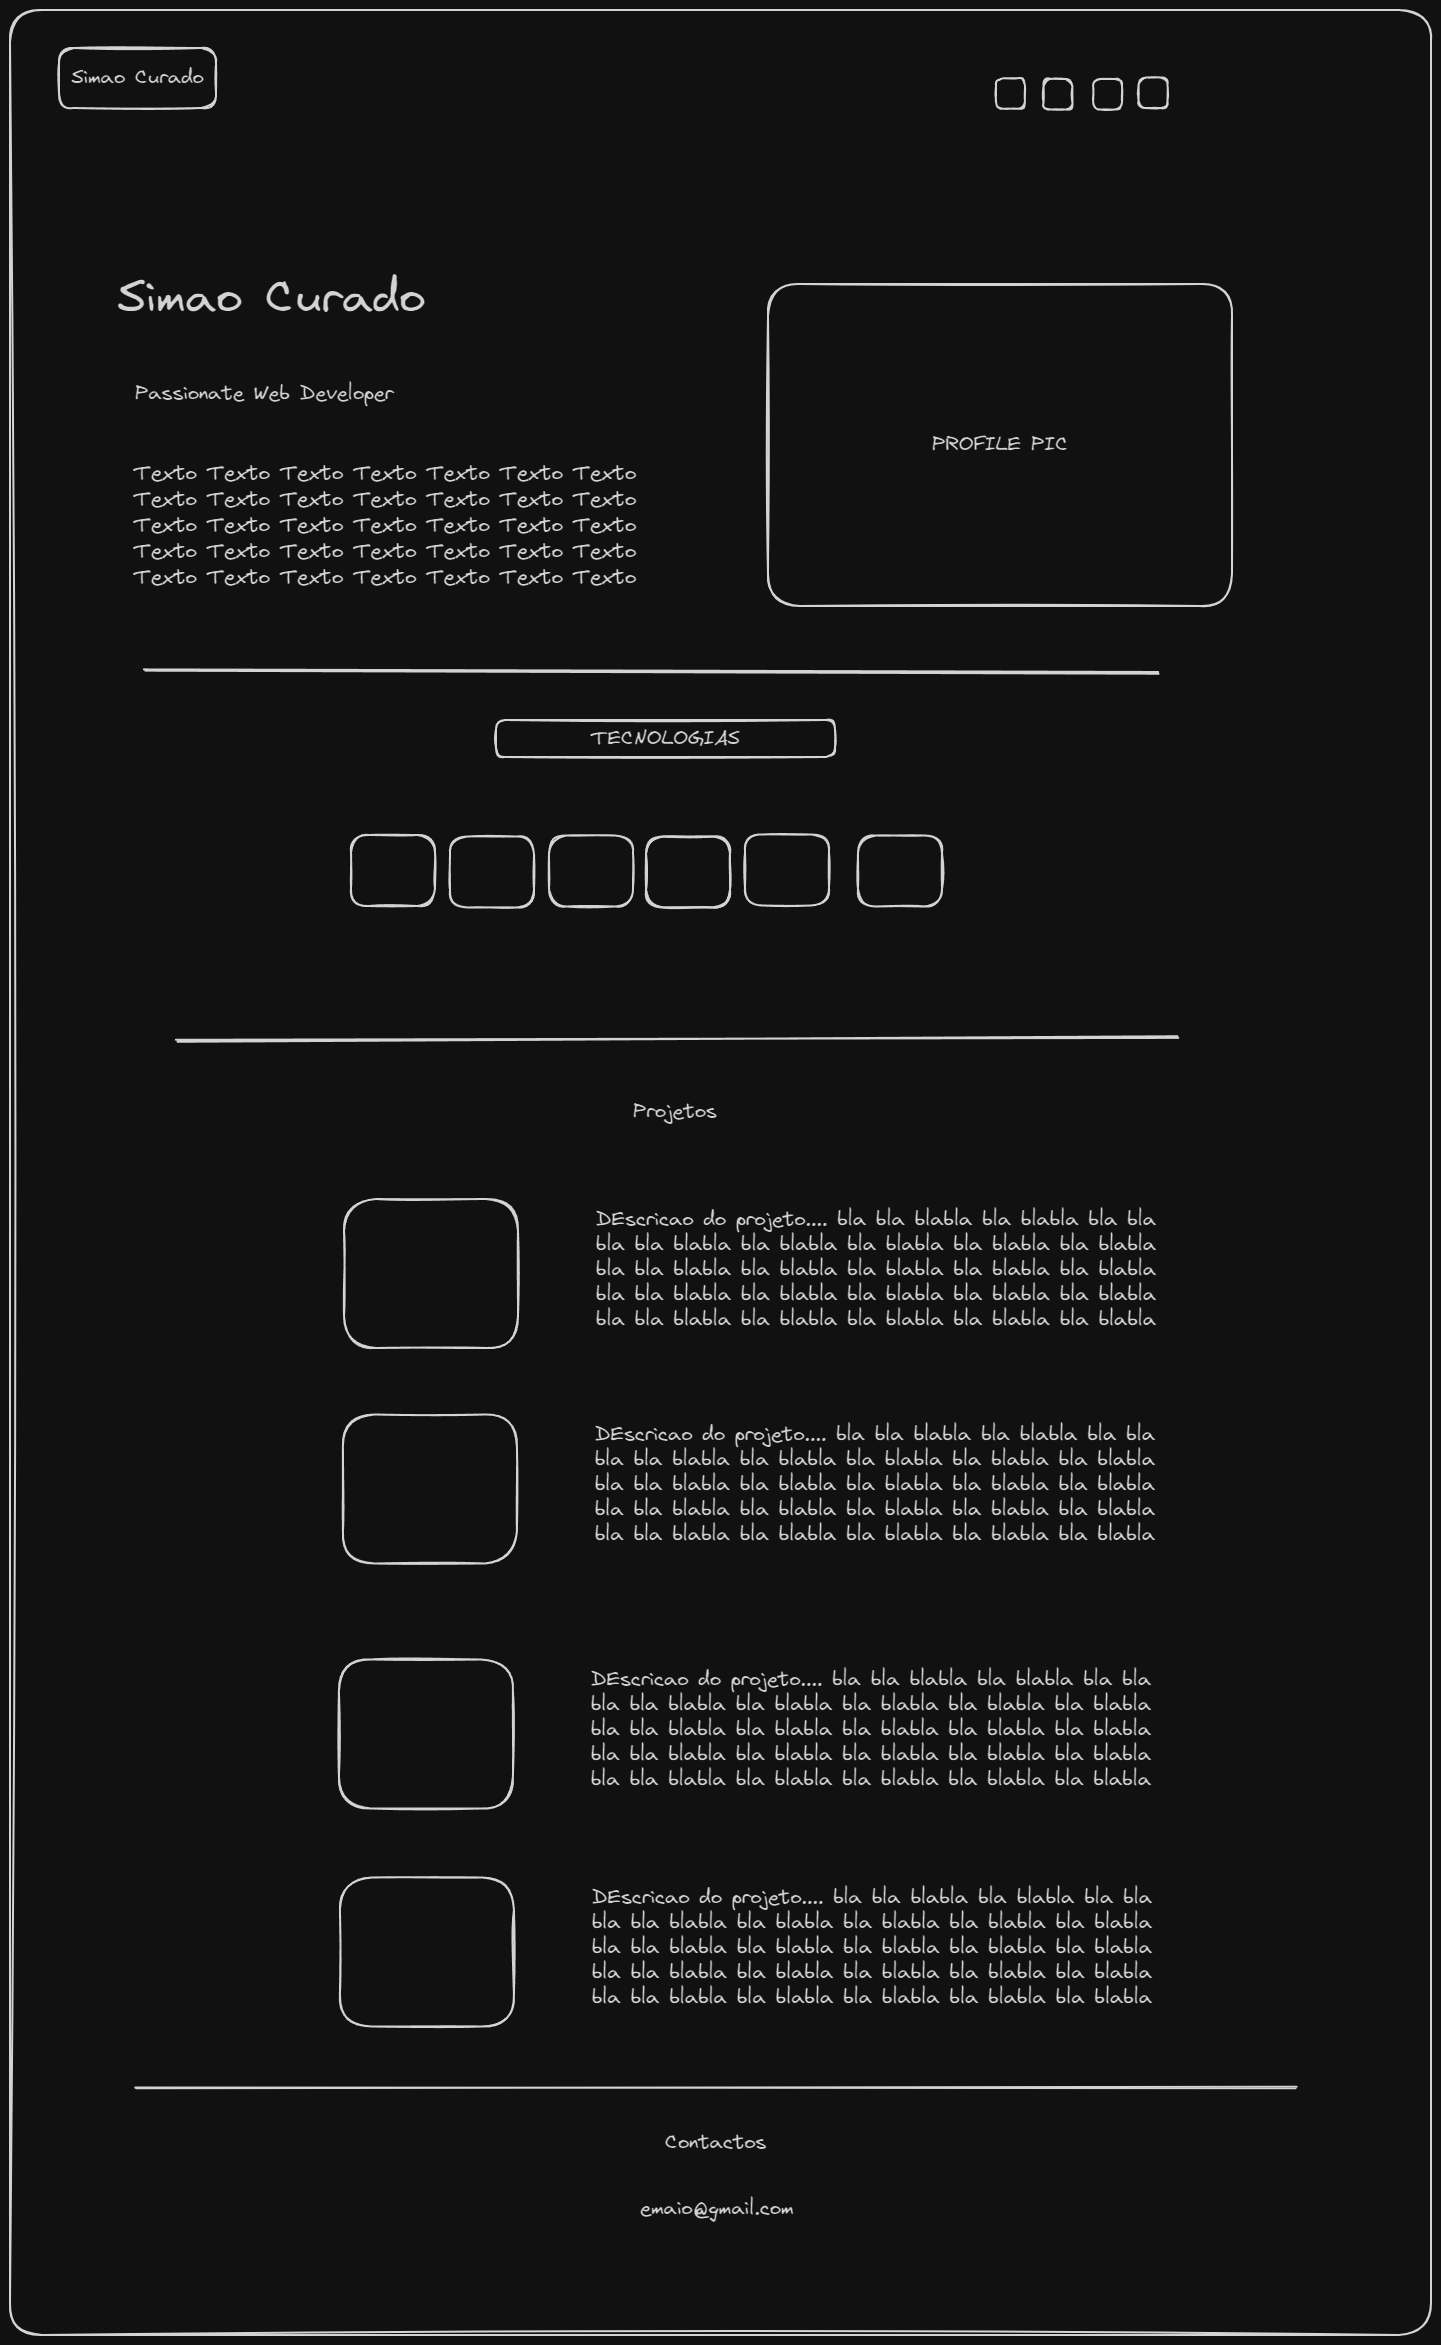 Simao Curado
Simao Curado
Passionate Web Developer
Texto Texto Texto Texto Texto Texto Texto
Texto Texto Texto Texto Texto Texto Texto
Texto Texto Texto Texto Texto Texto Texto
Texto Texto Texto Texto Texto Texto Texto
Texto Texto Texto Texto Texto Texto Texto
PROFILE PIC
TECNOLOGIAS
Projetos
DEscricao do projeto.... bla bla blabla bla blabla bla bla
bla bla blabla bla blabla bla blabla bla blabla bla blabla
bla bla blabla bla blabla bla blabla bla blabla bla blabla
bla bla blabla bla blabla bla blabla bla blabla bla blabla
bla bla blabla bla blabla bla blabla bla blabla bla blabla
DEscricao do projeto.... bla bla blabla bla blabla bla bla
bla bla blabla bla blabla bla blabla bla blabla bla blabla
bla bla blabla bla blabla bla blabla bla blabla bla blabla
bla bla blabla bla blabla bla blabla bla blabla bla blabla
bla bla blabla bla blabla bla blabla bla blabla bla blabla
DEscricao do projeto.... bla bla blabla bla blabla bla bla
bla bla blabla bla blabla bla blabla bla blabla bla blabla
bla bla blabla bla blabla bla blabla bla blabla bla blabla
bla bla blabla bla blabla bla blabla bla blabla bla blabla
bla bla blabla bla blabla bla blabla bla blabla bla blabla
DEscricao do projeto.... bla bla blabla bla blabla bla bla
bla bla blabla bla blabla bla blabla bla blabla bla blabla
bla bla blabla bla blabla bla blabla bla blabla bla blabla
bla bla blabla bla blabla bla blabla bla blabla bla blabla
bla bla blabla bla blabla bla blabla bla blabla bla blabla
Contactos
emaio@gmail.com